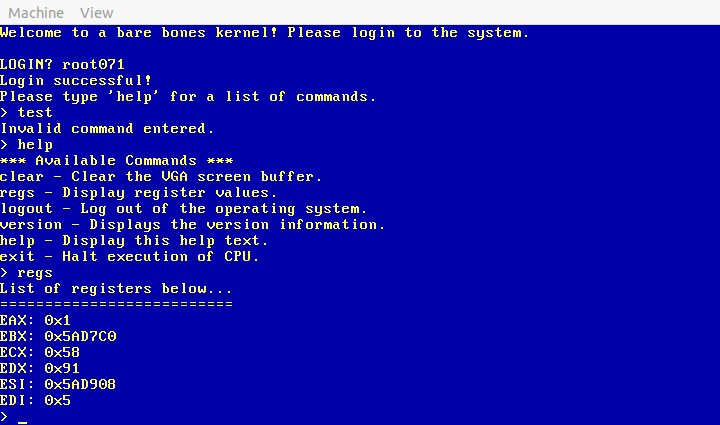 Machine View
Welcome to a bare bones kernel! Please login to the system.
LOGIN? root071
Login successful!
Please type 'help' for a list of commands.
> test
Invalid command entered.
> help
*** Available Commands ***
clear - Clear the VGA screen buffer.
regs - Display register values.
logout - Log out of the operating system.
version - Displays the version information.
help - Display this help text.
exit - Halt execution of CPU.
> regs
List of registers below...
==========================
EAX: 0x1
EBX: 0x5AD7C0
ECX: 0x58
EDX: 0x91
ESI: 0x5AD908
EDI: 0x5
> _